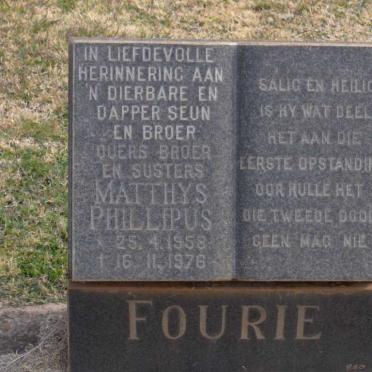 IN LIEFDEVOLLE
HERINNERING AAN
'N DIERBARE EN
DAPPER SEUN
EN BROER
OUERS BROER
EN SUSTERS
MATTHYS
PHILLIPUS
× 25.4.1958
† 16.11.1976
SALIG EN HEILIG
IS HY WAT DEEL
HET AAN DIE
EERSTE OPSTANDIN
OOR HULLE HET
DIE TWEEDE DOOD
GEEN MAG NIE
FOURIE